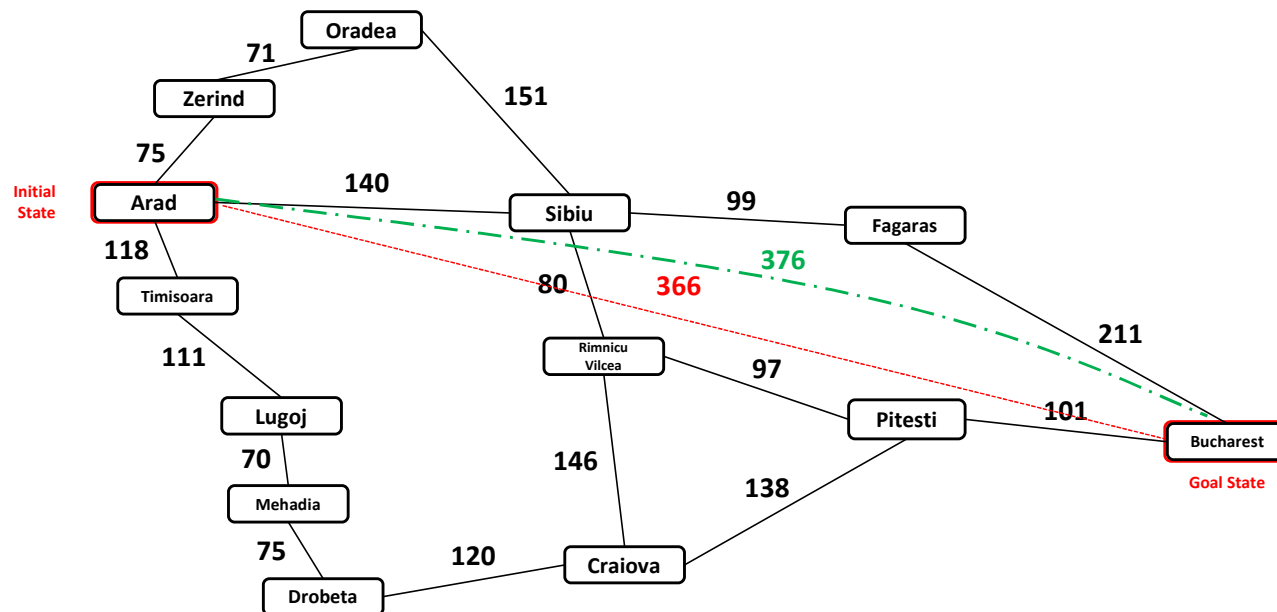 Oradea
71
Zerind
151
75
Initial
State
Arad
140
Sibiu
99
Fagaras
118
376
Timisoara
80
366
211
111
Rimnicu
Vilcea
97
Lugoj
Pitesti
101
Bucharest
70
146
138
Goal State
Mehadia
75
120
Craiova
Drobeta